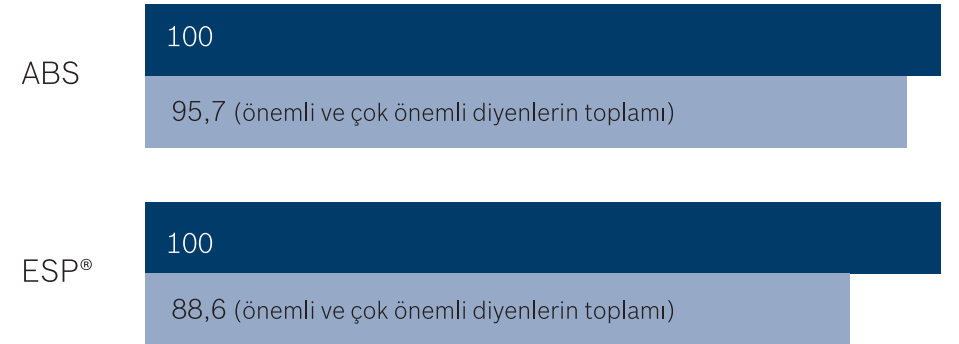 ABS
100
95,7 (önemli ve çok önemli diyenlerin toplamı)
ESP®
100
88,6 (önemli ve çok önemli diyenlerin toplamı)